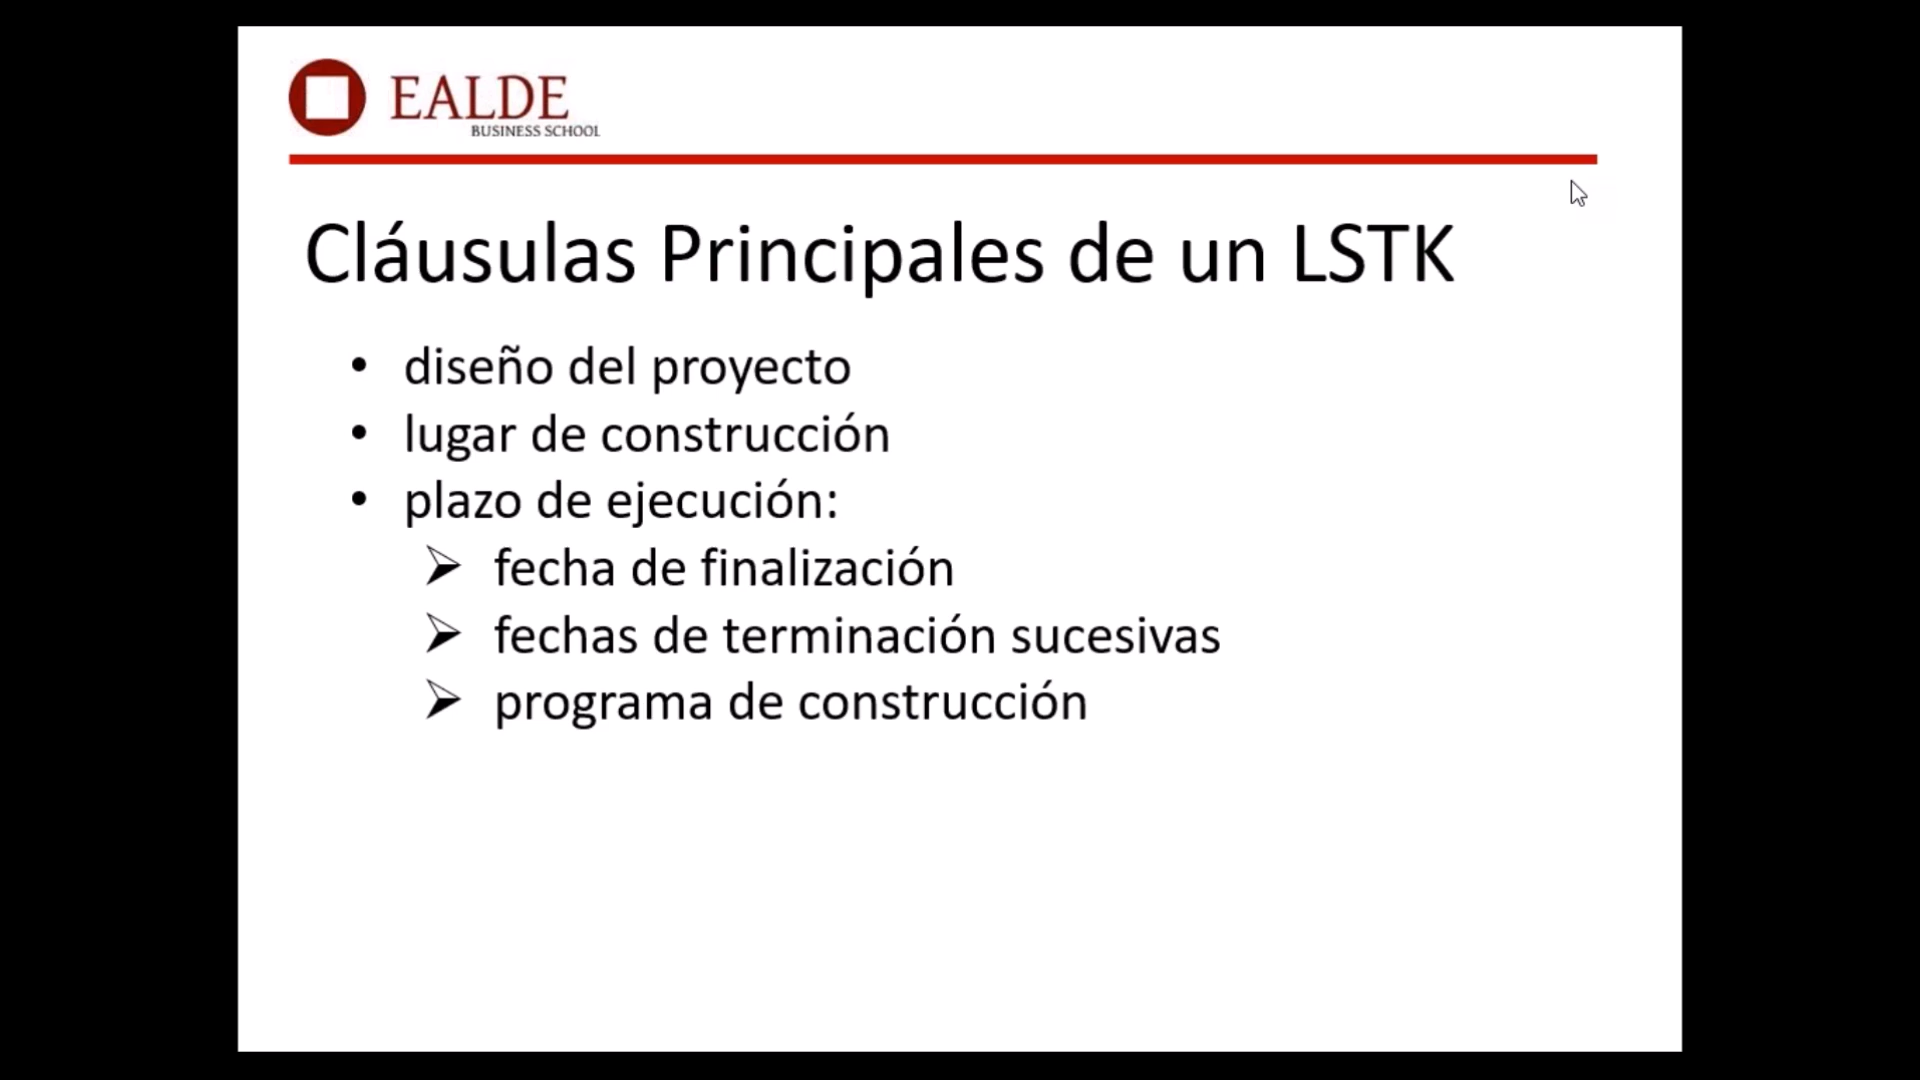 EALDE
BUSINESS SCHOOL
Cláusulas Principales de un LSTK
• diseño del proyecto
• lugar de construcción
• plazo de ejecución:
➢ fecha de finalización
➢ fechas de terminación sucesivas
➢ programa de construcción